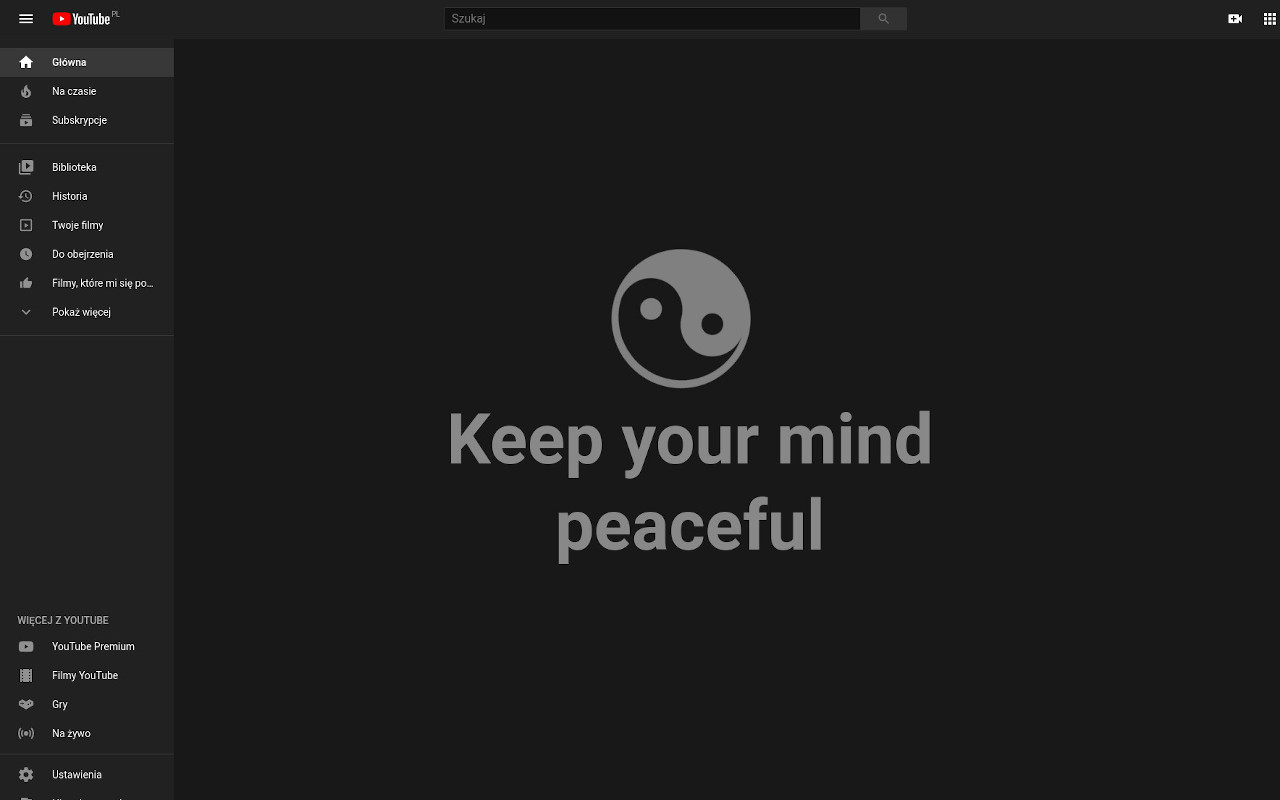 YouTube PL
Szukaj
Główna
Na czasie
Subskrypcje
Biblioteka
Historia
Twoje filmy
Do obejrzenia
Filmy, które mi się po...
Pokaż więcej
Keep your mind
peaceful
WIĘCEJ Z YOUTUBE
YouTube Premium
Filmy YouTube
Gry
Na żywo
Ustawienia